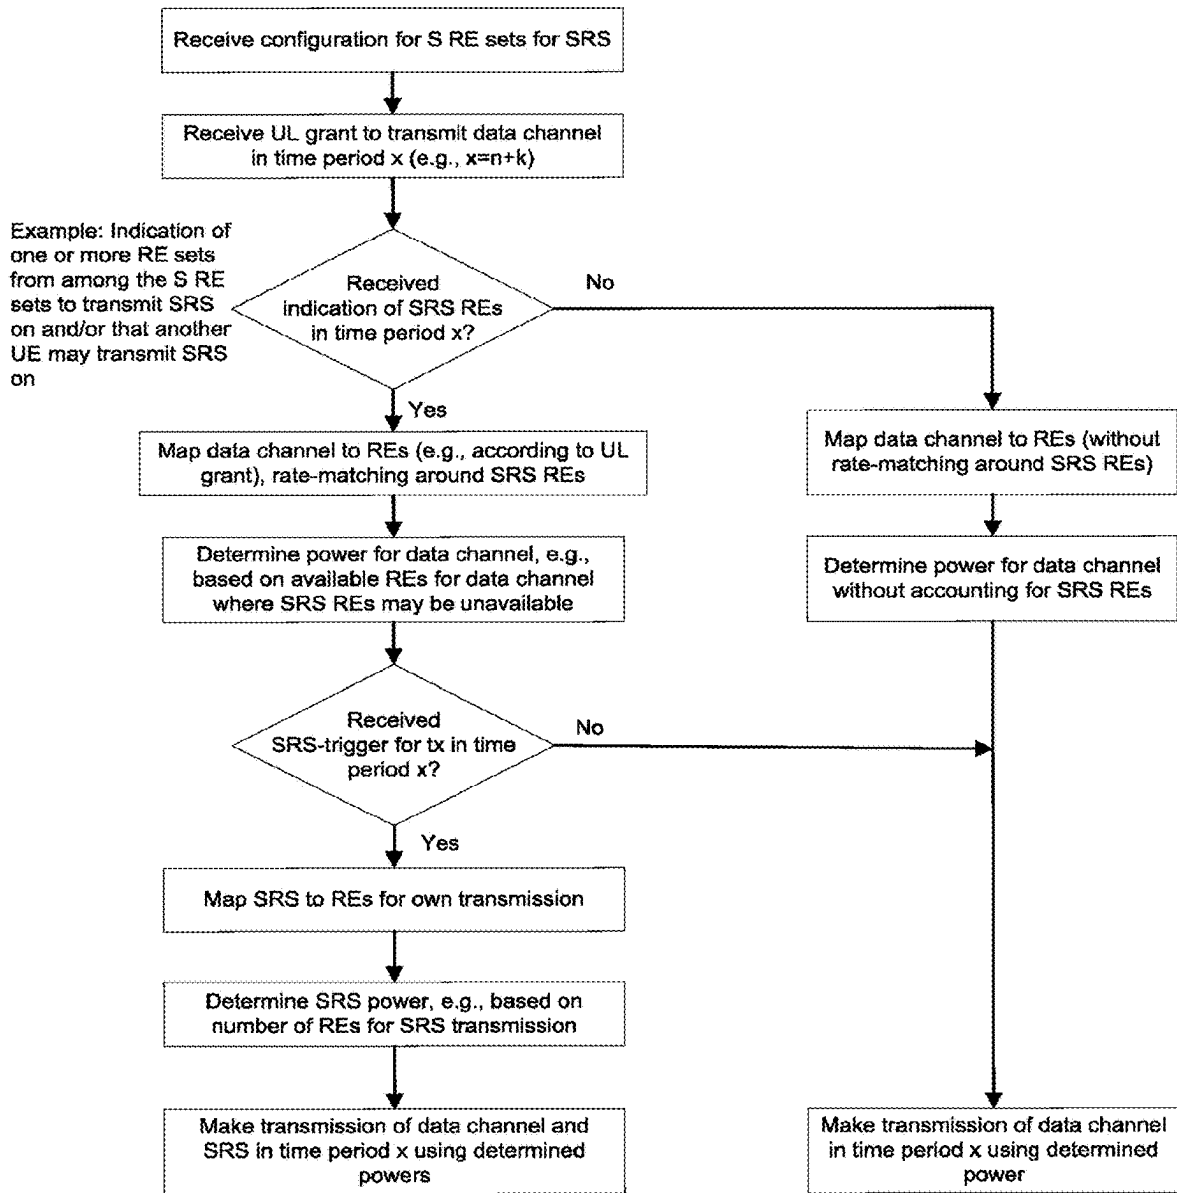 Receive configuration for S RE sets for SRS
Receive UL grant to transmit data channel
in time period x (e.g., x=n+k)
Example: Indication of
one or more RE sets
from among the S RE
sets to transmit SRS
on and/or that another
UE may transmit SRS
on
Received
indication of SRS REs
in time period x?
No
Yes
Map data channel to REs (e.g., according to UL
grant), rate-matching around SRS REs
Map data channel to REs (without
rate-matching around SRS REs)
Determine power for data channel, e.g.,
based on available REs for data channel
where SRS REs may be unavailable
Determine power for data channel
without accounting for SRS REs
Received
SRS-trigger for tx in time
period x?
No
Yes
Map SRS to REs for own transmission
Determine SRS power, e.g., based on
number of REs for SRS transmission
Make transmission of data channel and
SRS in time period x using determined
powers
Make transmission of data channel
in time period x using determined
power